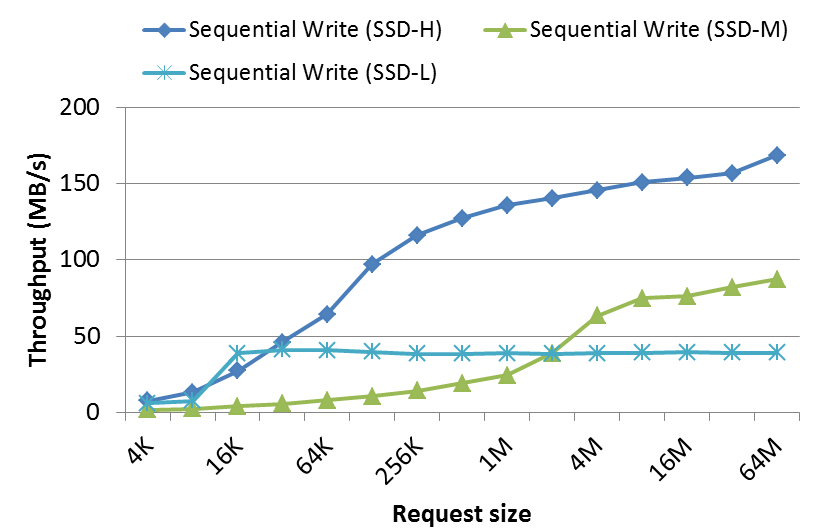 Sequential Write (SSD-H)
Sequential Write (SSD-M)
Sequential Write (SSD-L)
200
150
100
50
0
Throughput (MB/s)
4K
16K
64K
256K
1M
4M
16M
64M
Request size